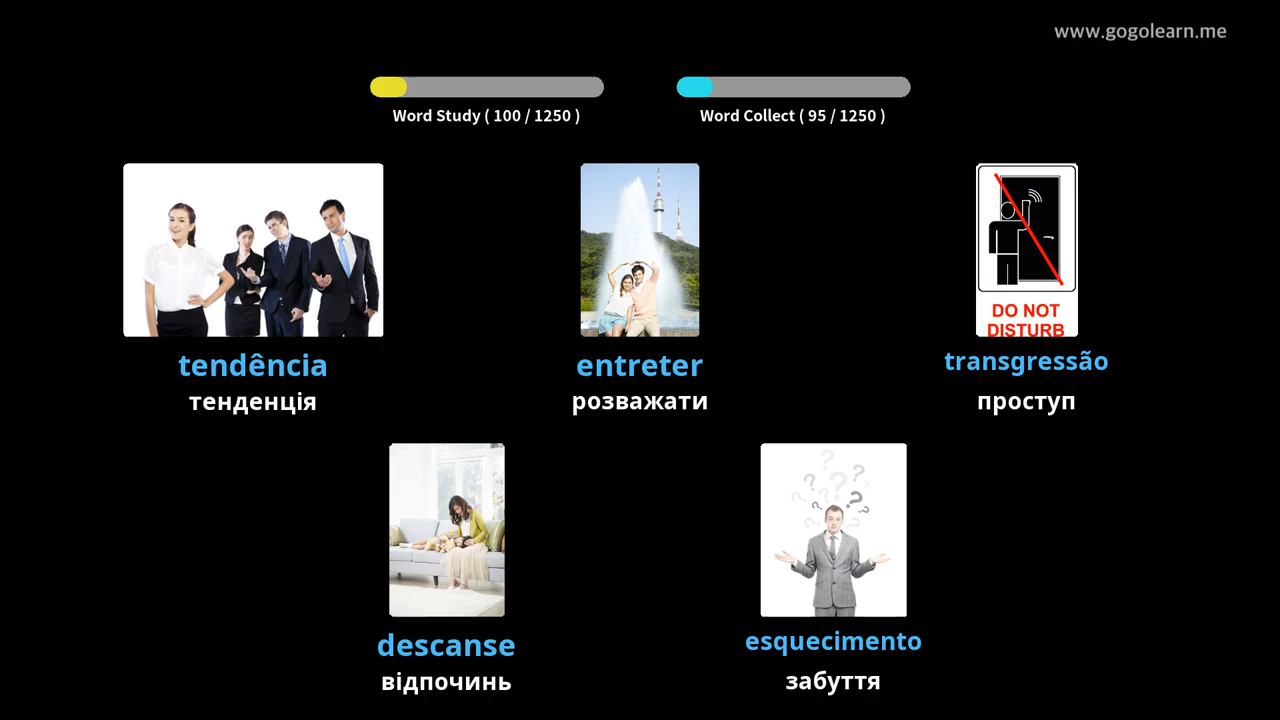 www.gogolearn.me
Word Study ( 100 / 1250 )
Word Collect ( 95 / 1250 )
DO NOT
DISTURB
tendência
entreter
transgressão
тенденція
розважати
проступ
descanse
esquecimento
відпочинь
забуття